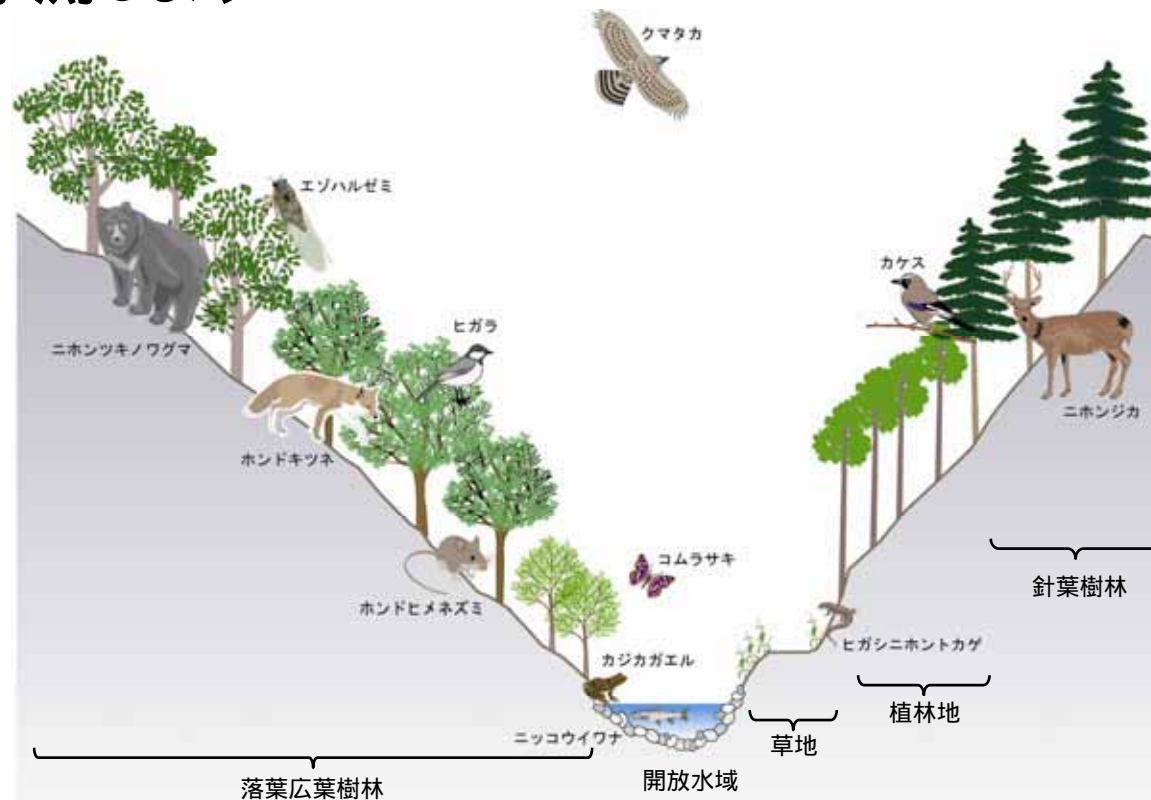 クマタカ
エゾハルゼミ
カケス
ヒガラ
ニホンツキノワグマ
ニホンジカ
ホンドキツネ
コムラサキ
針葉樹林
ホンドヒメネズミ
ヒガシニホントカゲ
カジカガエル
植林地
ニッコウイワナ
草地
開放水域
落葉広葉樹林